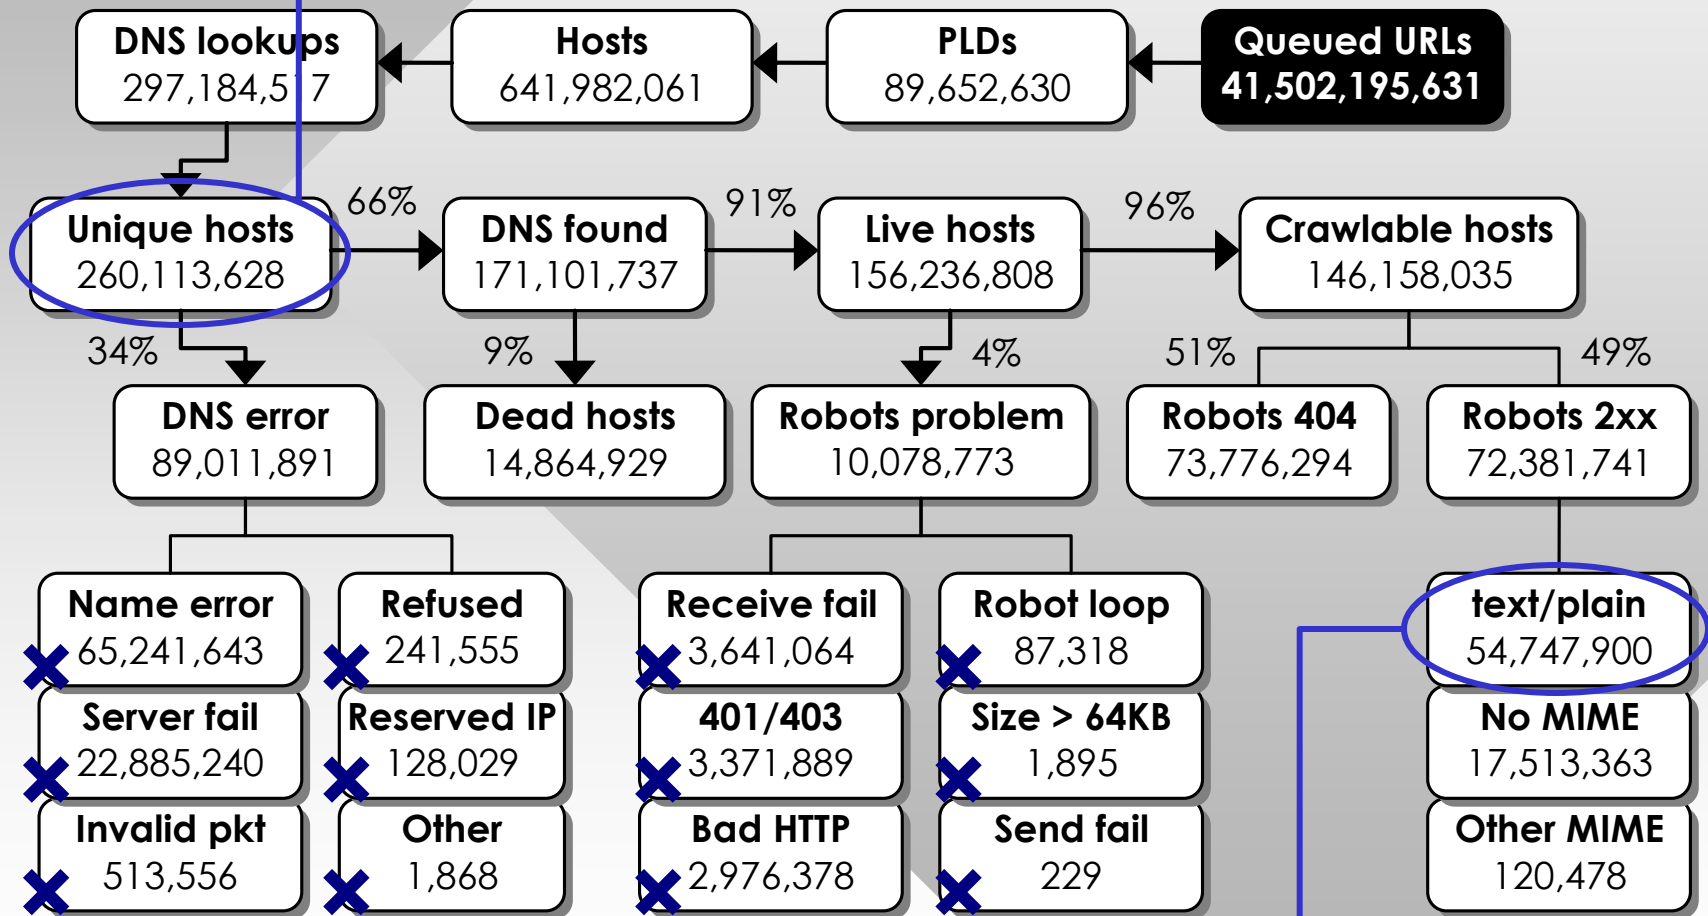 DNS lookups
297,184,517
Hosts
641,982,061
PLDs
89,652,630
Queued URLs
41,502,195,631
Unique hosts
260,113,628
66%
DNS found
171,101,737
91%
Live hosts
156,236,808
96%
Crawlable hosts
146,158,035
34%
9%
4%
51%
49%
DNS error
89,011,891
Dead hosts
14,864,929
Robots problem
10,078,773
Robots 404
73,776,294
Robots 2xx
72,381,741
Name error
65,241,643
Refused
241,555
Receive fail
3,641,064
Robot loop
87,318
text/plain
54,747,900
Server fail
22,885,240
Reserved IP
128,029
401/403
3,371,889
Size > 64KB
1,895
No MIME
17,513,363
Invalid pkt
513,556
Other
1,868
Bad HTTP
2,976,378
Send fail
229
Other MIME
120,478